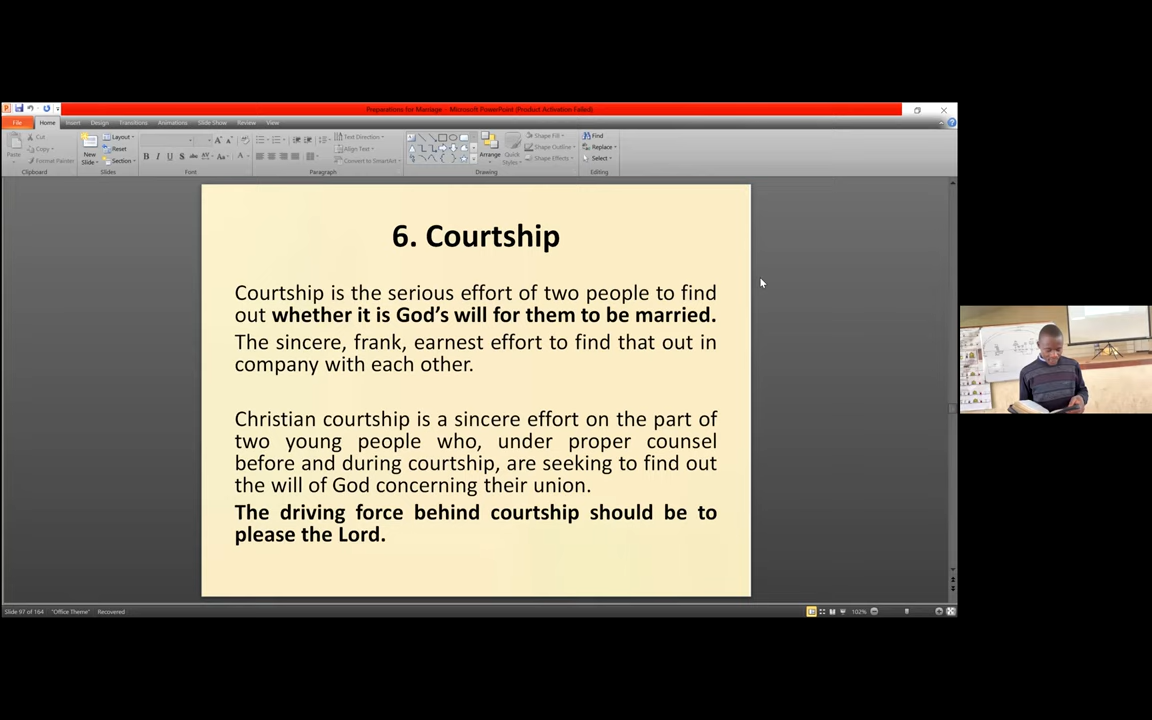 Preparations for Marriage - Microsoft PowerPoint (Product Activation Failed)
File Home Insert Design Transitions Animations Slide Show Review View
Paste Cut Copy Format Painter Clipboard
New Slide Layout Reset Section Slides
B I U S abc AV Aa A Font
Text Direction Align Text Convert to SmartArt Paragraph
Arrange Quick Styles Shape Fill Shape Outline Shape Effects Drawing
Find Replace Select Editing
6. Courtship
Courtship is the serious effort of two people to find
out whether it is God's will for them to be married.
The sincere, frank, earnest effort to find that out in
company with each other.
Christian courtship is a sincere effort on the part of
two young people who, under proper counsel
before and during courtship, are seeking to find out
the will of God concerning their union.
The driving force behind courtship should be to
please the Lord.
Slide 97 of 164 "Office Theme" Recovered 102%